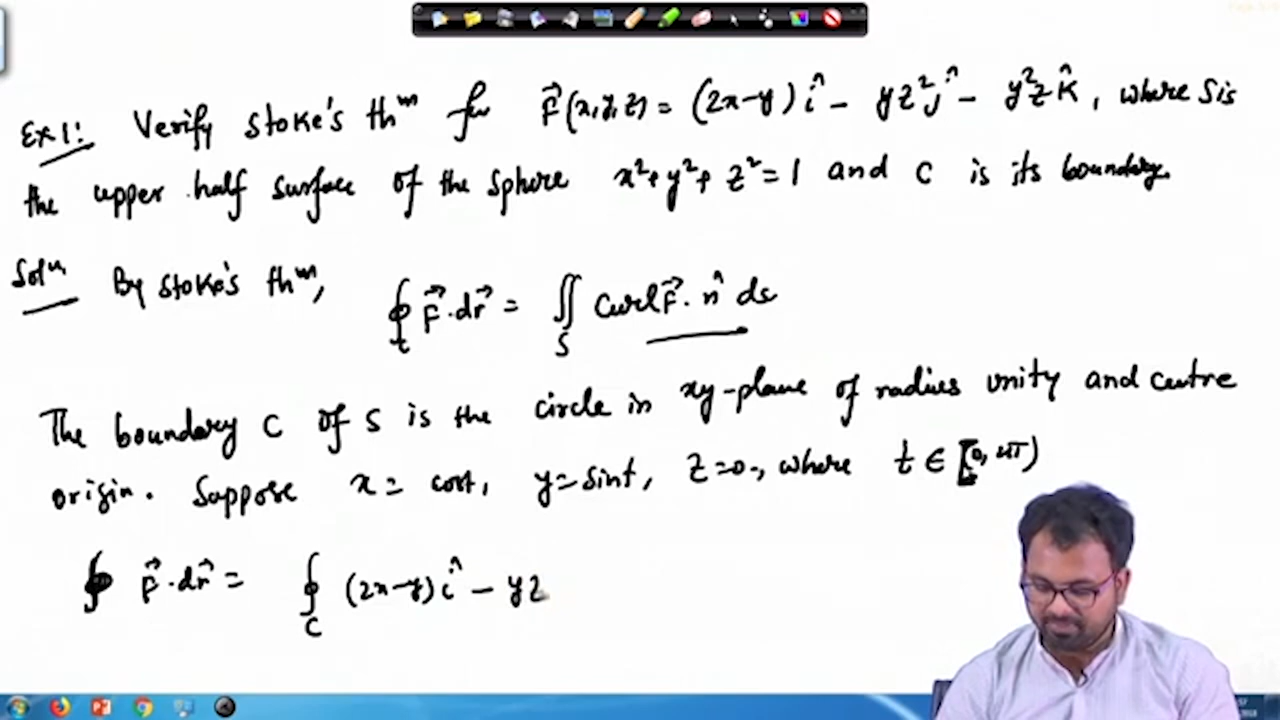 Ex 1: Verify Stoke's thᵐ for F⃗(x,y,z) = (2x-y) î - yz² ĵ - y²z k̂, where S is
the upper half surface of the sphere x²+y²+z²=1 and C is its boundary.
Solⁿ By Stoke's thᵐ, ∮_C F⃗·dr⃗ = ∬_S Curl F⃗· n̂ ds
The boundary C of S is the circle in xy-plane of radius unity and centre
origin. Suppose x = cost, y=sint, z=0, where t ∈ [0, 2π)
∮ F⃗·dr⃗ = ∮_C (2x-y) î - yz